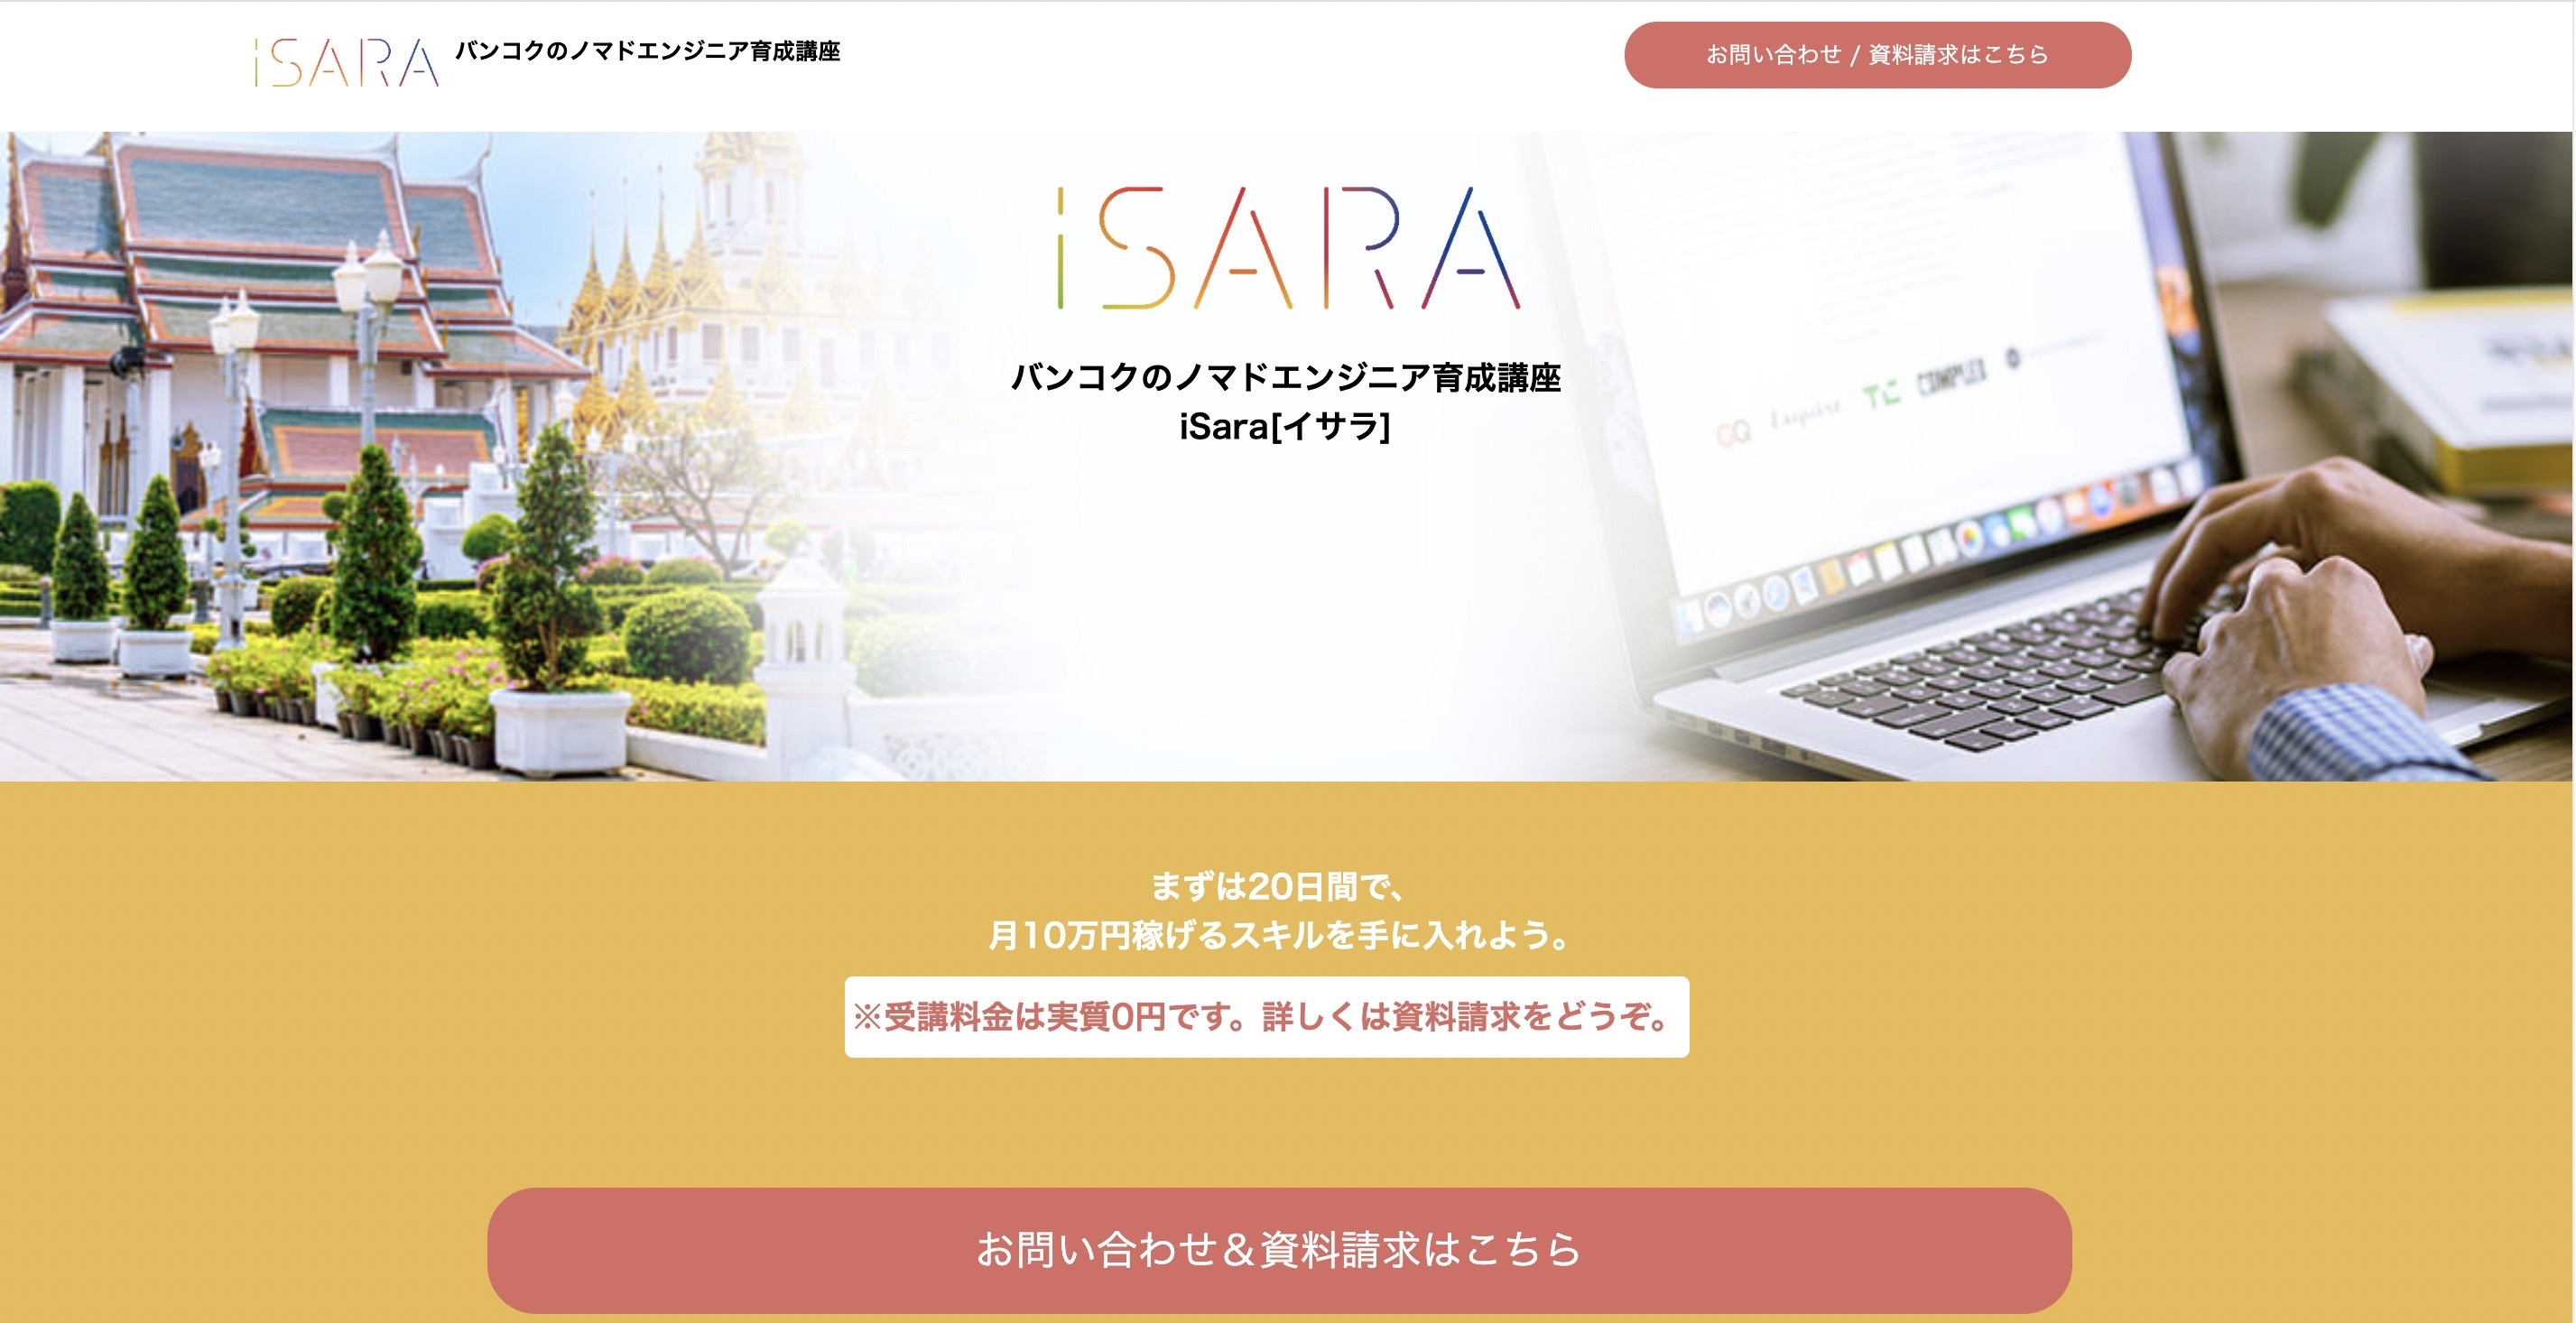 iSARA
バンコクのノマドエンジニア育成講座
お問い合わせ / 資料請求はこちら
iSARA
バンコクのノマドエンジニア育成講座
iSara[イサラ]
GQ Esquire TC COMPLEX
まずは20日間で、
月10万円稼げるスキルを手に入れよう。
※受講料金は実質0円です。詳しくは資料請求をどうぞ。
お問い合わせ＆資料請求はこちら